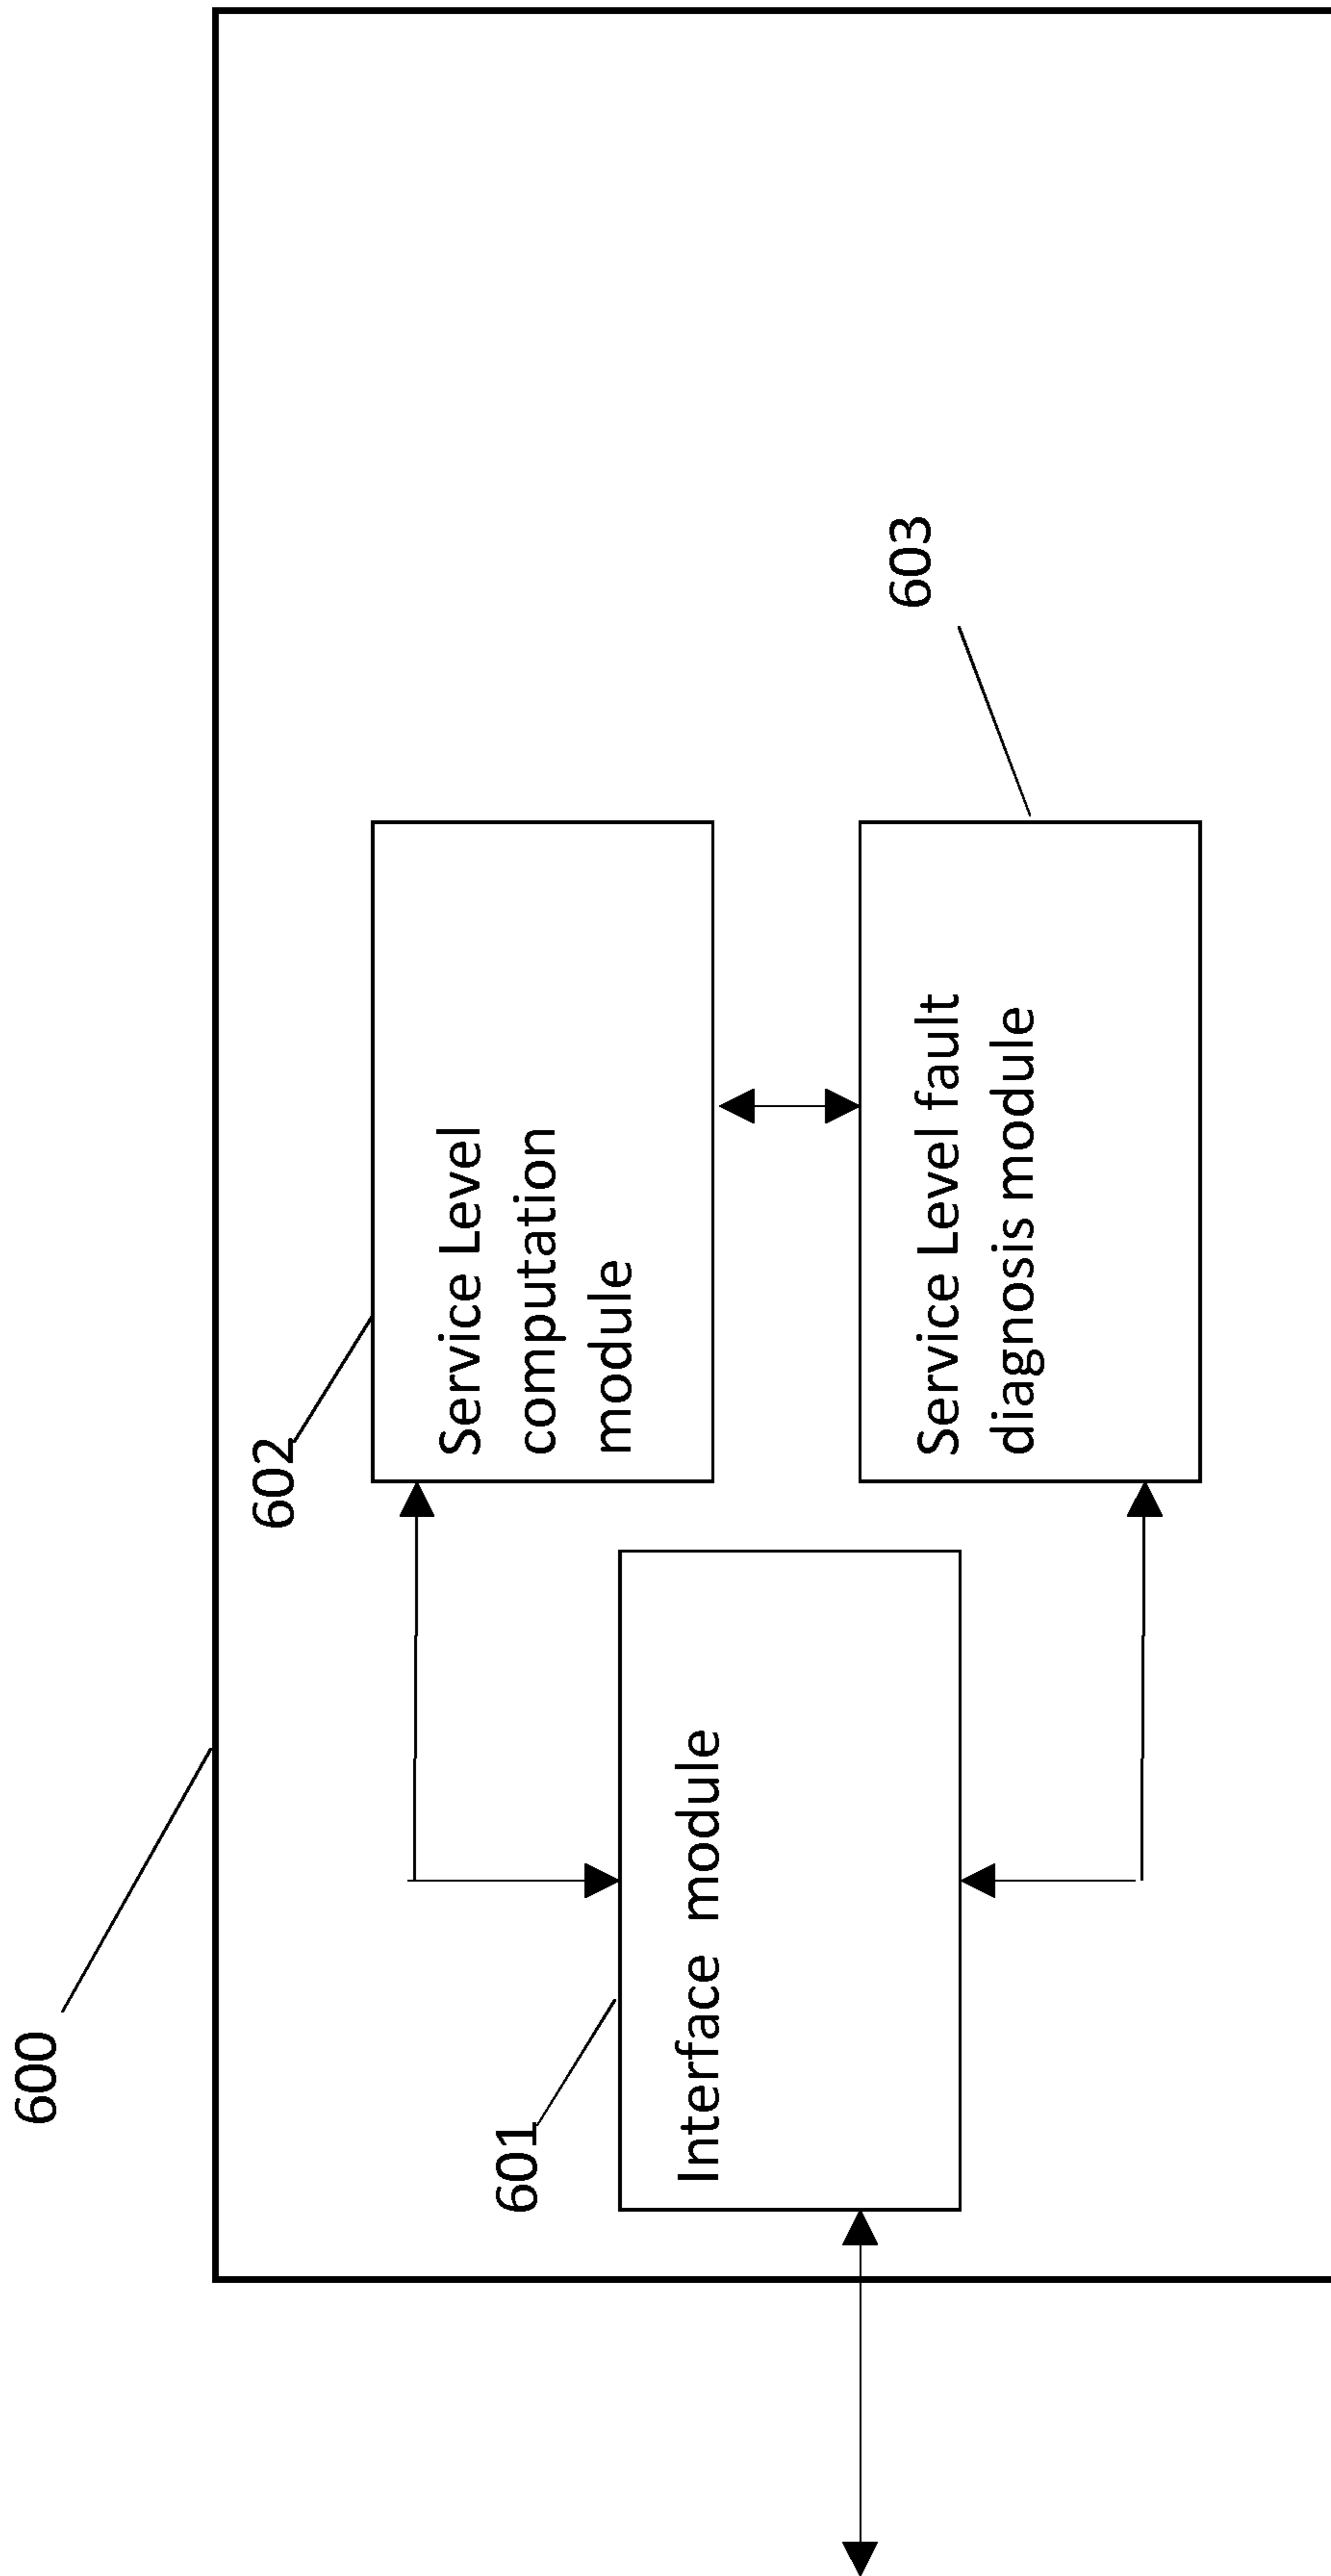 600
602
Service Level
computation
module
601
Interface module
603
Service Level fault
diagnosis module